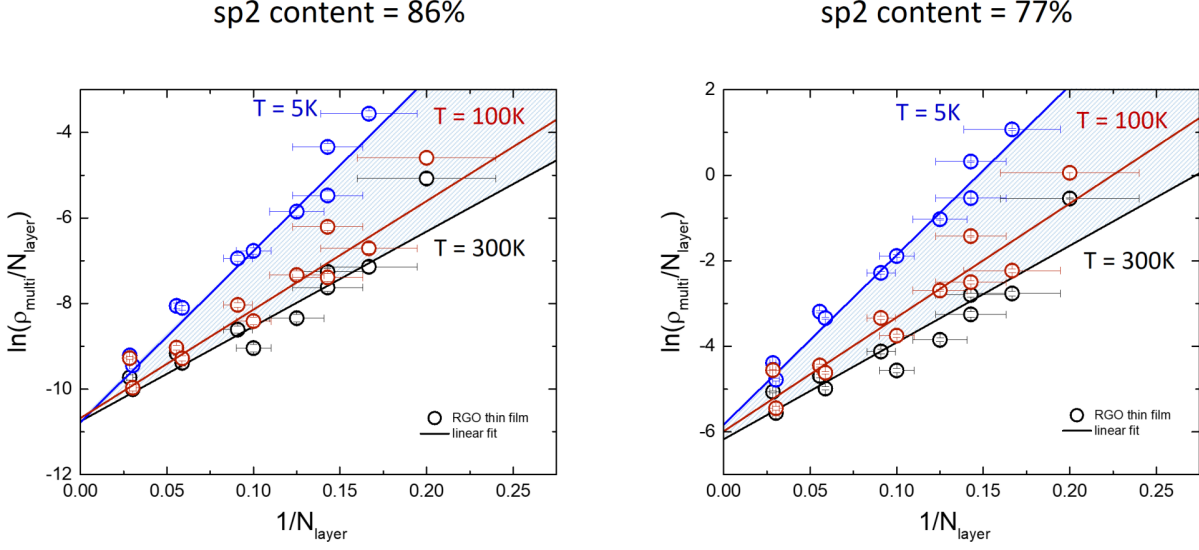 sp2 content = 86%
-4
-6
-8
-10
-12
0.00
0.05
0.10
0.15
0.20
0.25
T = 5K
T = 100K
T = 300K
RGO thin film
linear fit
ln(ρmulti/Nlayer)
1/Nlayer
sp2 content = 77%
2
0
-2
-4
-6
0.00
0.05
0.10
0.15
0.20
0.25
T = 5K
T = 100K
T = 300K
RGO thin film
linear fit
ln(ρmulti/Nlayer)
1/Nlayer